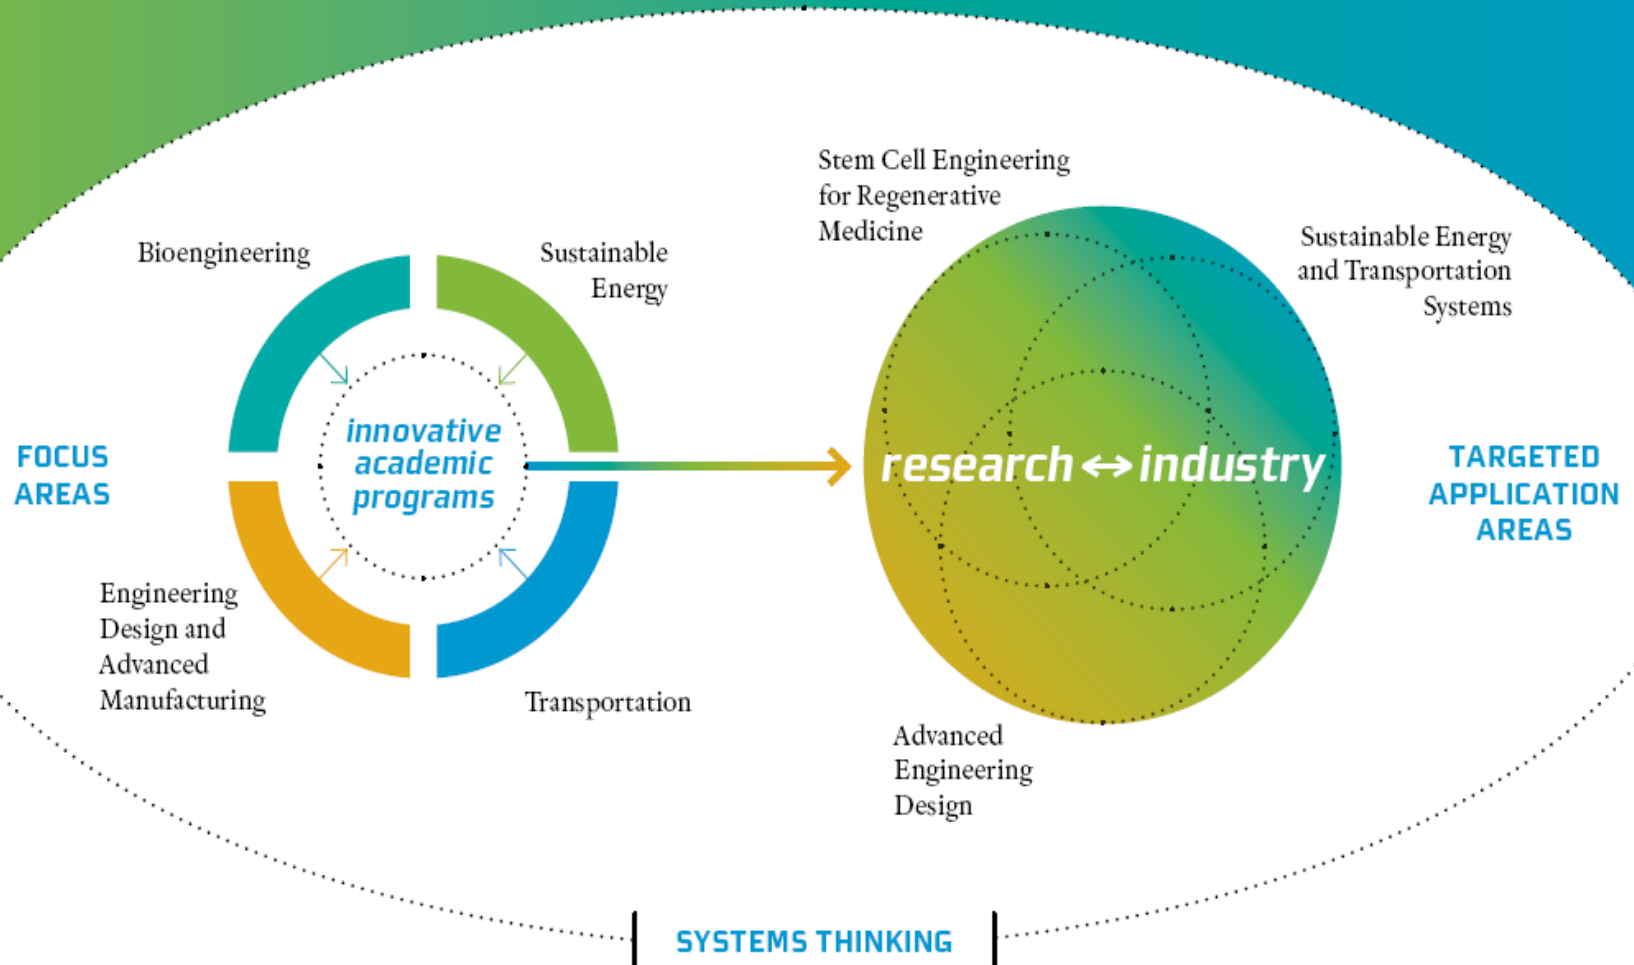 FOCUS
AREAS
Bioengineering
Sustainable
Energy
innovative
academic
programs
Engineering
Design and
Advanced
Manufacturing
Transportation
Stem Cell Engineering
for Regenerative
Medicine
Sustainable Energy
and Transportation
Systems
research ↔ industry
Advanced
Engineering
Design
TARGETED
APPLICATION
AREAS
SYSTEMS THINKING